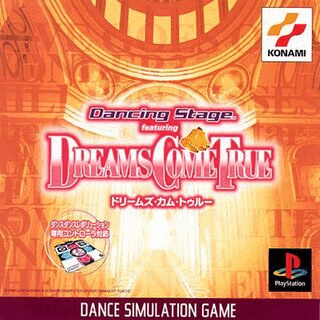 KONAMI
Dancing Stage
featuring
DREAMS COME TRUE
ドリームズ・カム・トゥルー
ダンスダンスレボリューション
専用コントローラ対応
PlayStation
DANCE SIMULATION GAME